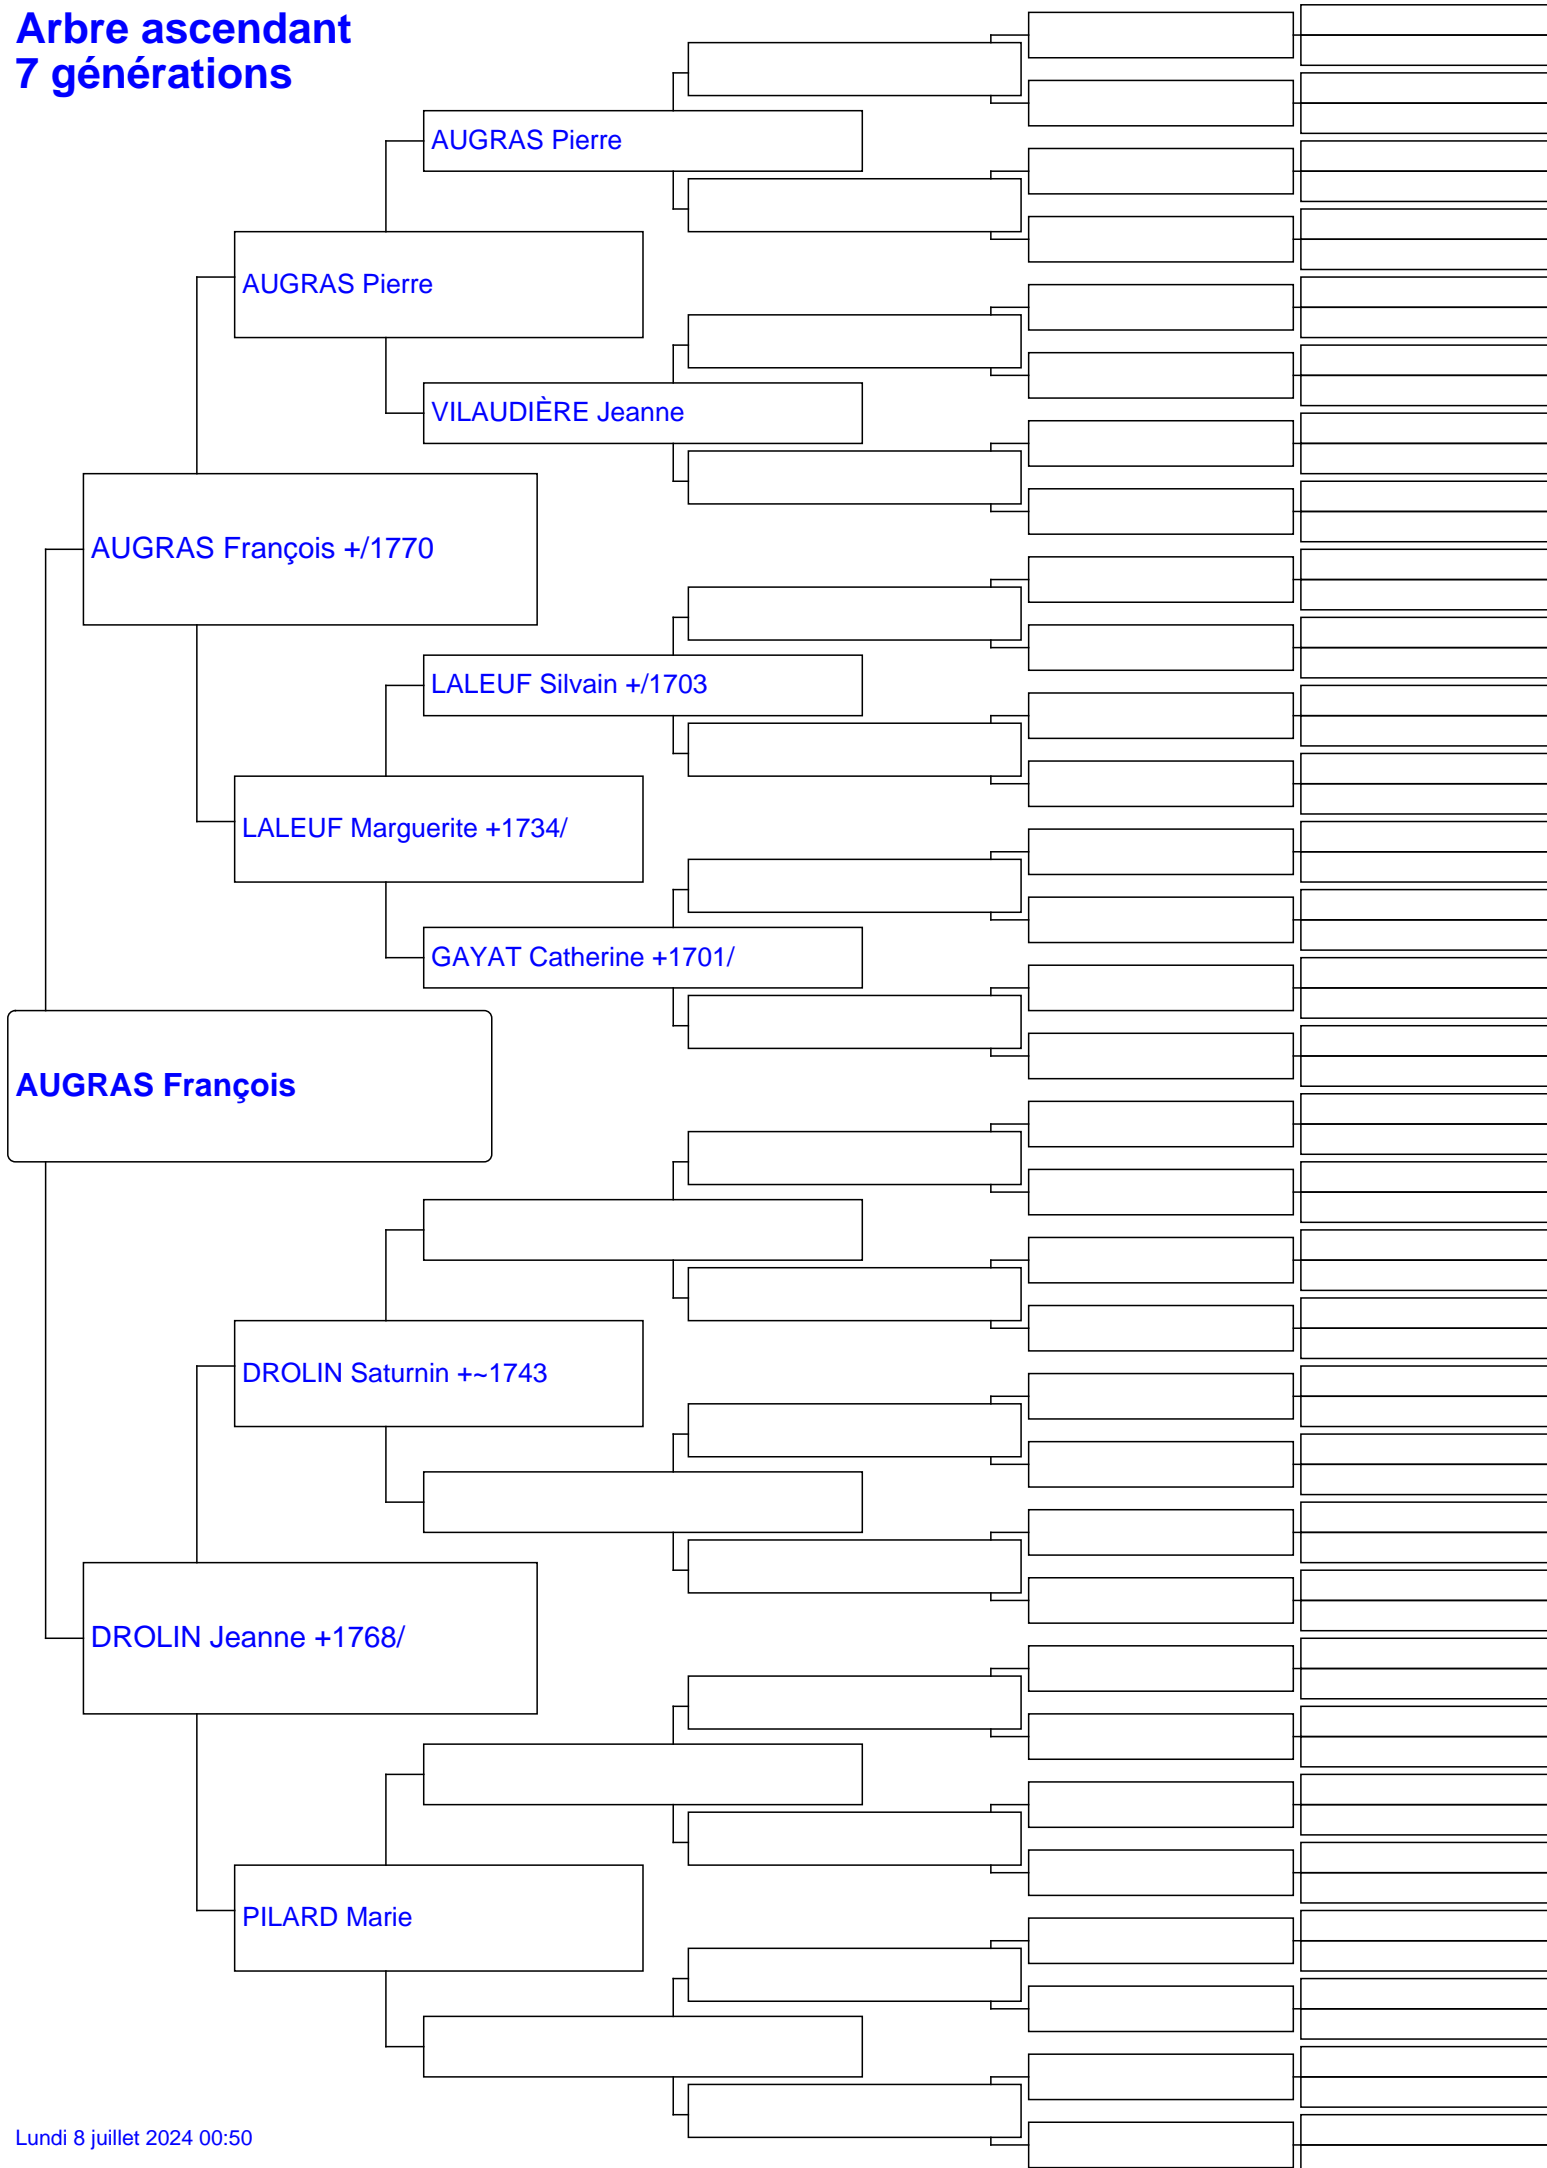 Arbre ascendant
7 générations
AUGRAS Pierre
AUGRAS Pierre
VILAUDIÈRE Jeanne
AUGRAS François +/1770
LALEUF Silvain +/1703
LALEUF Marguerite +1734/
GAYAT Catherine +1701/
AUGRAS François
DROLIN Saturnin +~1743
DROLIN Jeanne +1768/
PILARD Marie
Lundi 8 juillet 2024 00:50